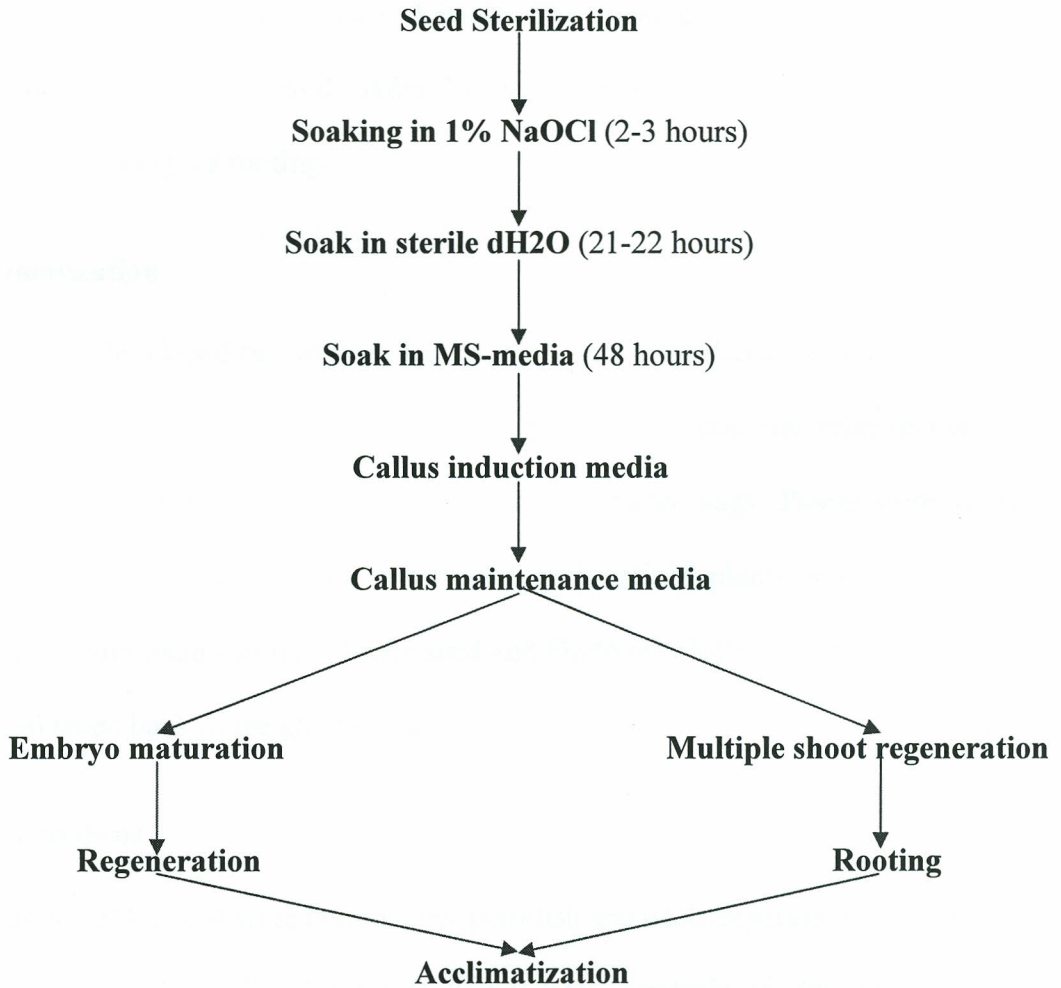 Seed Sterilization
Soaking in 1% NaOCl (2-3 hours)
Soak in sterile dH2O (21-22 hours)
Soak in MS-media (48 hours)
Callus induction media
Callus maintenance media
Embryo maturation
Multiple shoot regeneration
Regeneration
Rooting
Acclimatization